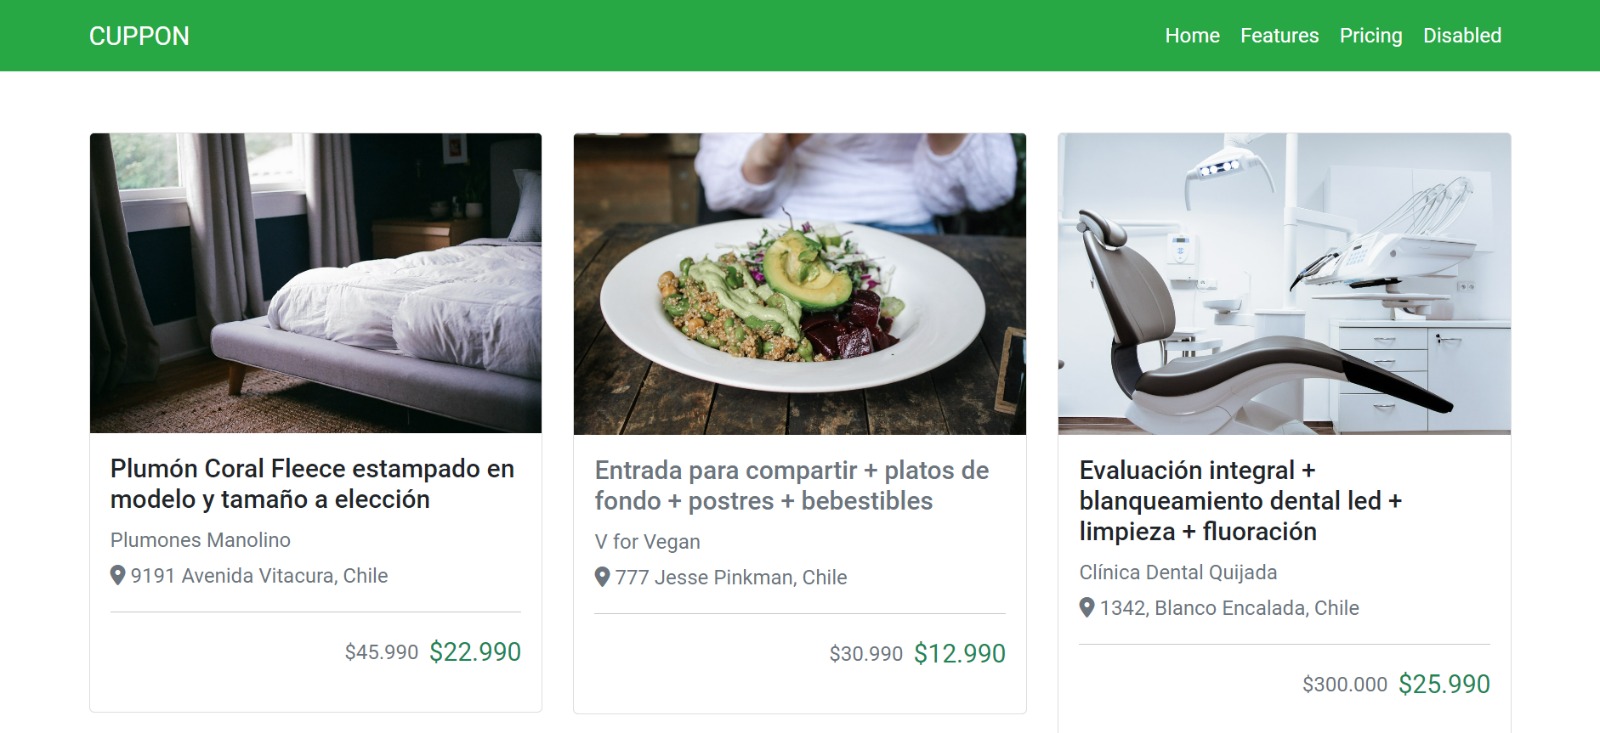 CUPPON
Home Features Pricing Disabled
Plumón Coral Fleece estampado en
modelo y tamaño a elección
Plumones Manolino
9191 Avenida Vitacura, Chile
$45.990 $22.990
Entrada para compartir + platos de
fondo + postres + bebestibles
V for Vegan
777 Jesse Pinkman, Chile
$30.990 $12.990
Evaluación integral +
blanqueamiento dental led +
limpieza + fluoración
Clínica Dental Quijada
1342, Blanco Encalada, Chile
$300.000 $25.990